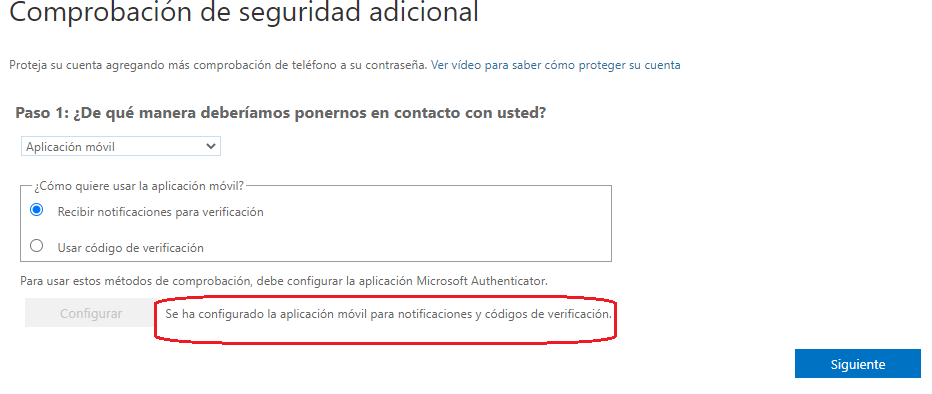 Comprobación de seguridad adicional
Proteja su cuenta agregando más comprobación de teléfono a su contraseña. Ver vídeo para saber cómo proteger su cuenta
Paso 1: ¿De qué manera deberíamos ponernos en contacto con usted?
Aplicación móvil
¿Cómo quiere usar la aplicación móvil?
Recibir notificaciones para verificación
Usar código de verificación
Para usar estos métodos de comprobación, debe configurar la aplicación Microsoft Authenticator.
Configurar Se ha configurado la aplicación móvil para notificaciones y códigos de verificación.
Siguiente